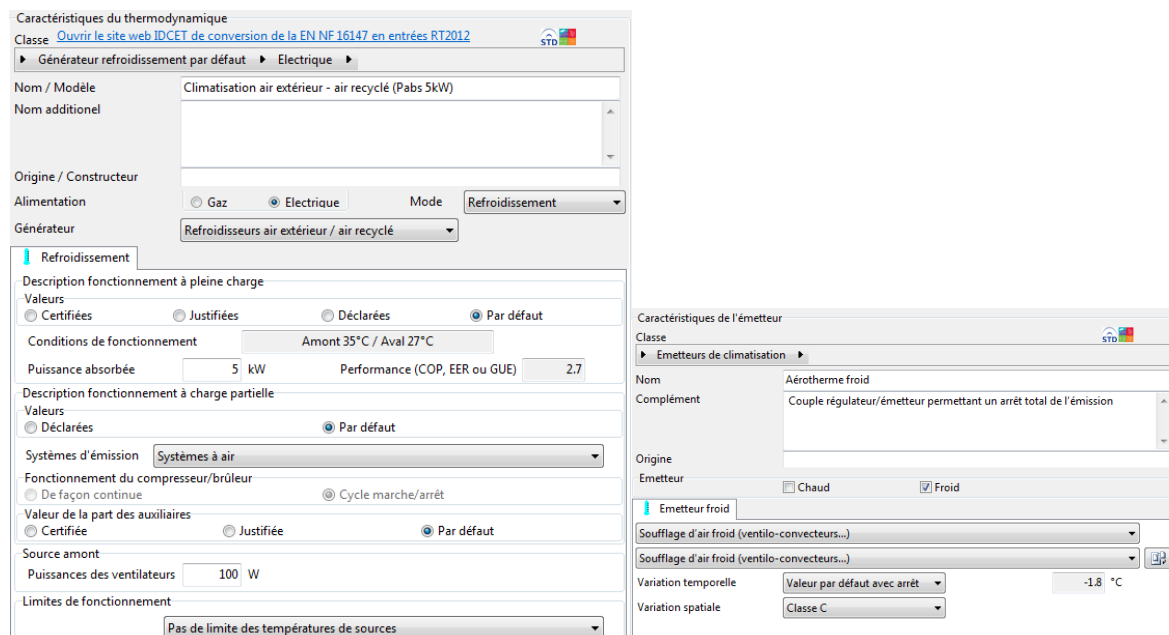 Caractéristiques du thermodynamique
Classe Ouvrir le site web IDCET de conversion de la EN NF 16147 en entrées RT2012 STD
Générateur refroidissement par défaut Electrique
Nom / Modèle Climatisation air extérieur - air recyclé (Pabs 5kW)
Nom additionel
Origine / Constructeur
Alimentation Gaz Electrique Mode Refroidissement
Générateur Refroidisseurs air extérieur / air recyclé
Refroidissement
Description fonctionnement à pleine charge
Valeurs
Certifiées Justifiées Déclarées Par défaut
Conditions de fonctionnement Amont 35°C / Aval 27°C
Puissance absorbée 5 kW Performance (COP, EER ou GUE) 2.7
Description fonctionnement à charge partielle
Valeurs
Déclarées Par défaut
Systèmes d'émission Systèmes à air
Fonctionnement du compresseur/brûleur
De façon continue Cycle marche/arrêt
Valeur de la part des auxiliaires
Certifiée Justifiée Par défaut
Source amont
Puissances des ventilateurs 100 W
Limites de fonctionnement
Pas de limite des températures de sources
Caractéristiques de l'émetteur
Classe STD
Emetteurs de climatisation
Nom Aérotherme froid
Complément Couple régulateur/émetteur permettant un arrêt total de l'émission
Origine
Emetteur
Chaud Froid
Emetteur froid
Soufflage d'air froid (ventilo-convecteurs...)
Soufflage d'air froid (ventilo-convecteurs...)
Variation temporelle Valeur par défaut avec arrêt -1.8 °C
Variation spatiale Classe C